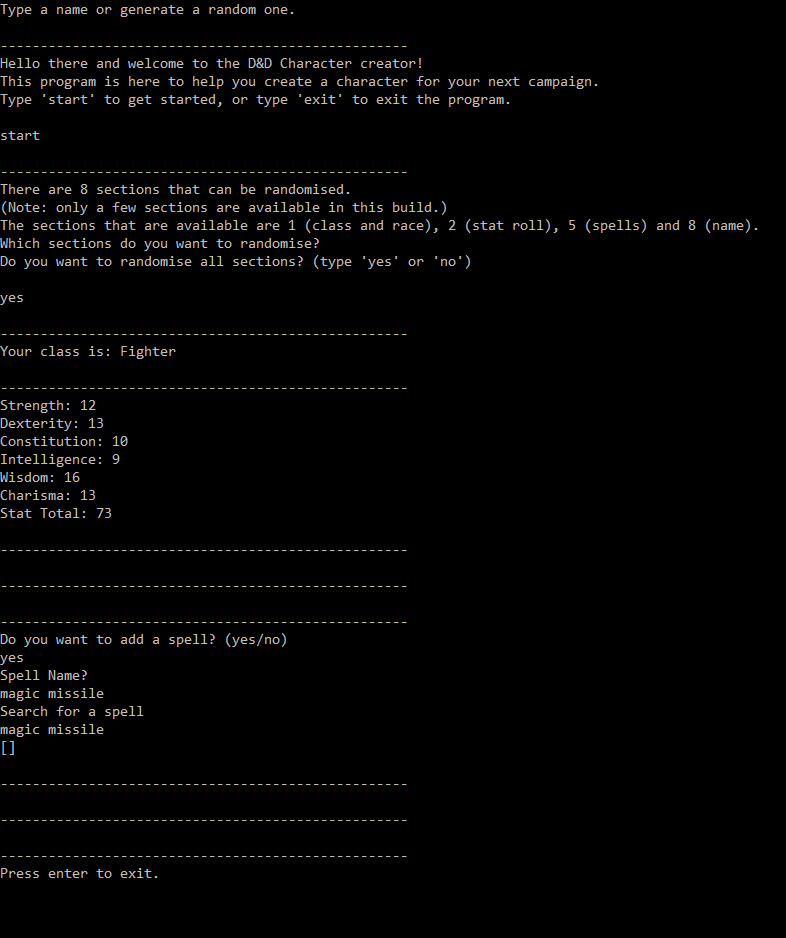 Type a name or generate a random one.
---------------------------------------------------
Hello there and welcome to the D&D Character creator!
This program is here to help you create a character for your next campaign.
Type 'start' to get started, or type 'exit' to exit the program.
start
---------------------------------------------------
There are 8 sections that can be randomised.
(Note: only a few sections are available in this build.)
The sections that are available are 1 (class and race), 2 (stat roll), 5 (spells) and 8 (name).
Which sections do you want to randomise?
Do you want to randomise all sections? (type 'yes' or 'no')
yes
---------------------------------------------------
Your class is: Fighter
---------------------------------------------------
Strength: 12
Dexterity: 13
Constitution: 10
Intelligence: 9
Wisdom: 16
Charisma: 13
Stat Total: 73
---------------------------------------------------
---------------------------------------------------
---------------------------------------------------
Do you want to add a spell? (yes/no)
yes
Spell Name?
magic missile
Search for a spell
magic missile
[]
---------------------------------------------------
---------------------------------------------------
---------------------------------------------------
Press enter to exit.